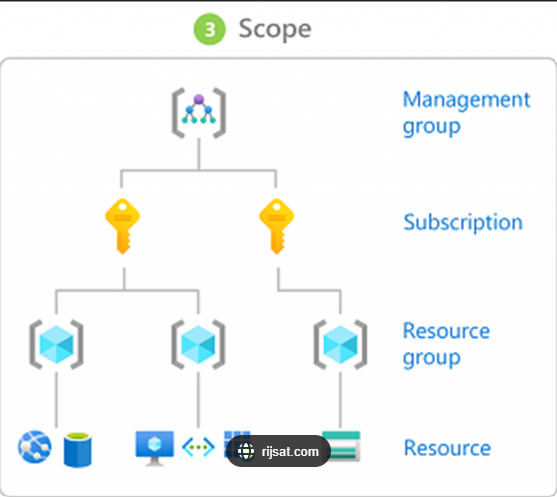 3 Scope
Management
group
Subscription
Resource
group
Resource
rijsat.com